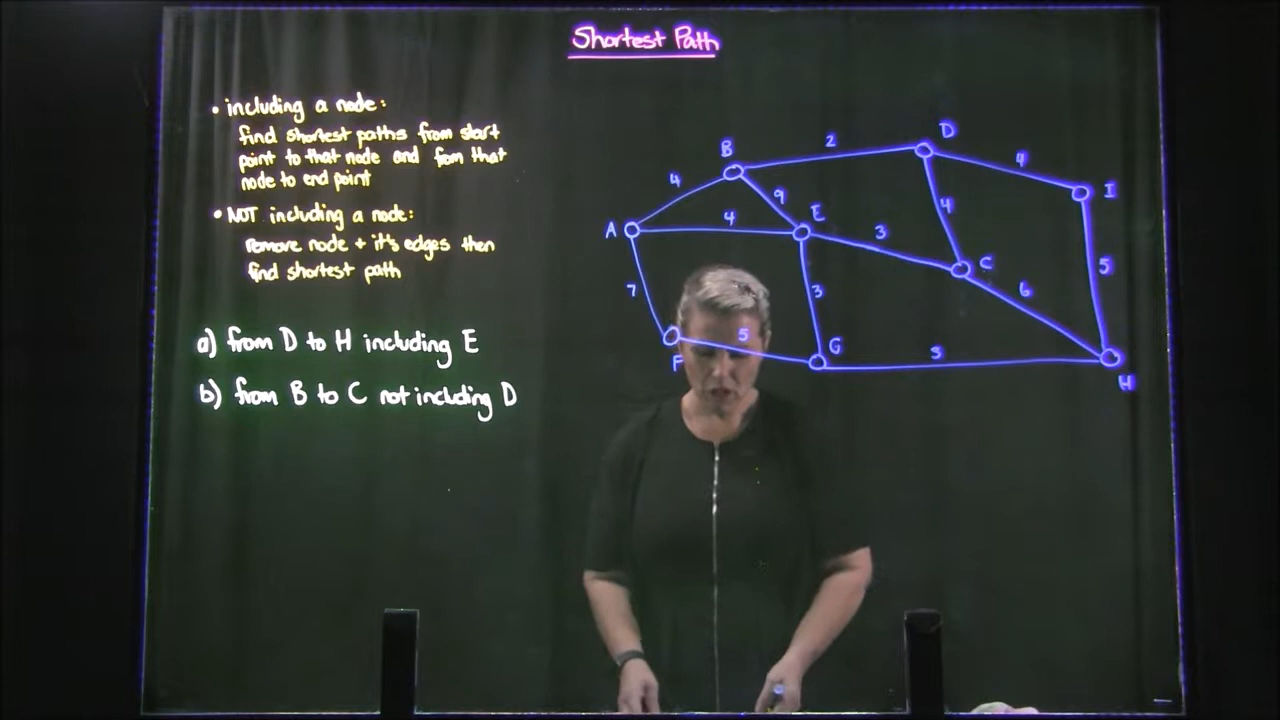 Shortest Path
• including a node:
find shortest paths from start
point to that node and from that
node to end point
• NOT including a node:
remove node + it's edges then
find shortest path
a) from D to H including E
b) from B to C not including D
D
B
2
4
I
4
9
E
4
A
4
3
C
7
3
6
5
5
G
F
5
H